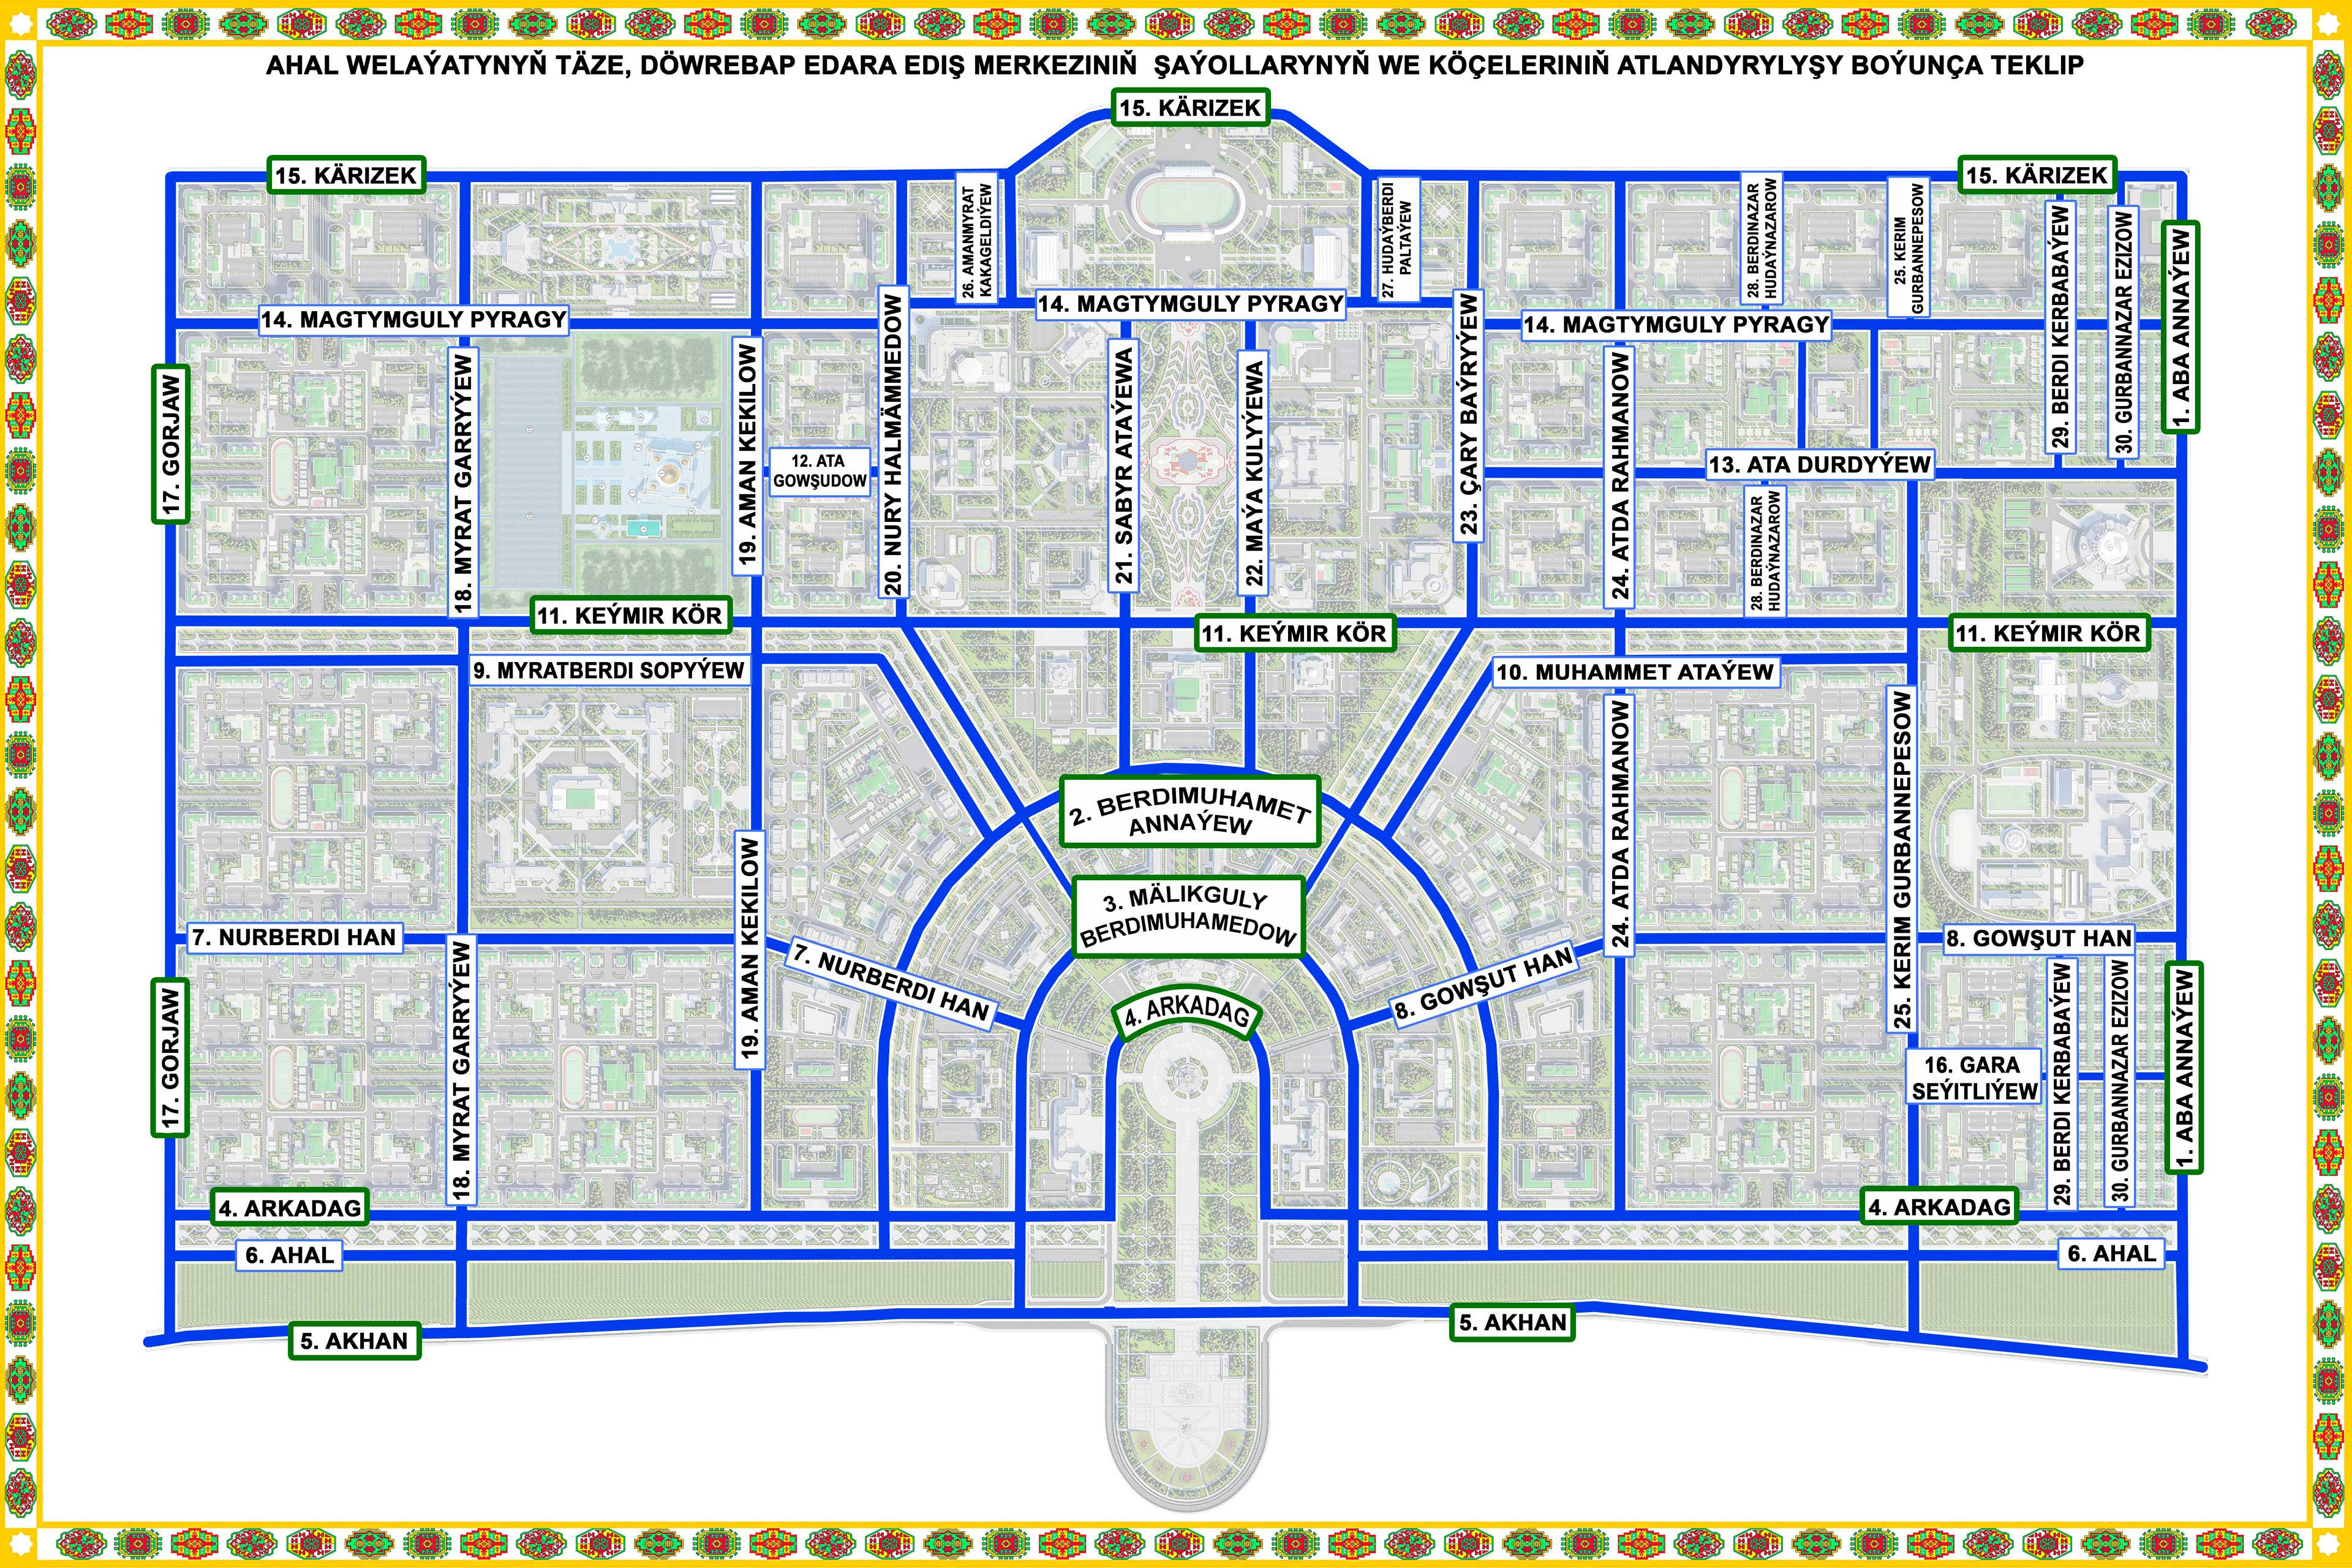 AHAL WELAÝATYNYŇ TÄZE, DÖWREBAP EDARA EDIŞ MERKEZINIŇ ŞAÝOLLARYNYŇ WE KÖÇELERINIŇ ATLANDYRYLYŞY BOÝUNÇA TEKLIP
15. KÄRIZEK
15. KÄRIZEK
15. KÄRIZEK
26. AMANMYRAT
KAKAGELDIÝEW
27. HUDAÝBERDI
PALTAÝEW
28. BERDINAZAR
HUDAÝNAZAROW
25. KERIM
GURBANNEPESOW
29. BERDI KERBABAÝEW
30. GURBANNAZAR EZIZOW
1. ABA ANNAÝEW
14. MAGTYMGULY PYRAGY
14. MAGTYMGULY PYRAGY
14. MAGTYMGULY PYRAGY
17. GORJAW
18. MYRAT GARRYÝEW
19. AMAN KEKILOW
12. ATA
GOWŞUDOW
20. NURY HALMÄMMEDOW
21. SABYR ATAÝEWA
22. MAÝA KULYÝEWA
23. ÇARY BAÝRYÝEW
24. ATDA RAHMANOW
13. ATA DURDYÝEW
28. BERDINAZAR
HUDAÝNAZAROW
11. KEÝMIR KÖR
11. KEÝMIR KÖR
11. KEÝMIR KÖR
9. MYRATBERDI SOPYÝEW
10. MUHAMMET ATAÝEW
2. BERDIMUHAMET
ANNAÝEW
3. MÄLIKGULY
BERDIMUHAMEDOW
19. AMAN KEKILOW
24. ATDA RAHMANOW
25. KERIM GURBANNEPESOW
7. NURBERDI HAN
7. NURBERDI HAN
8. GOWŞUT HAN
8. GOWŞUT HAN
4. ARKADAG
17. GORJAW
18. MYRAT GARRYÝEW
16. GARA
SEÝITLIÝEW
29. BERDI KERBABAÝEW
30. GURBANNAZAR EZIZOW
1. ABA ANNAÝEW
4. ARKADAG
4. ARKADAG
6. AHAL
6. AHAL
5. AKHAN
5. AKHAN